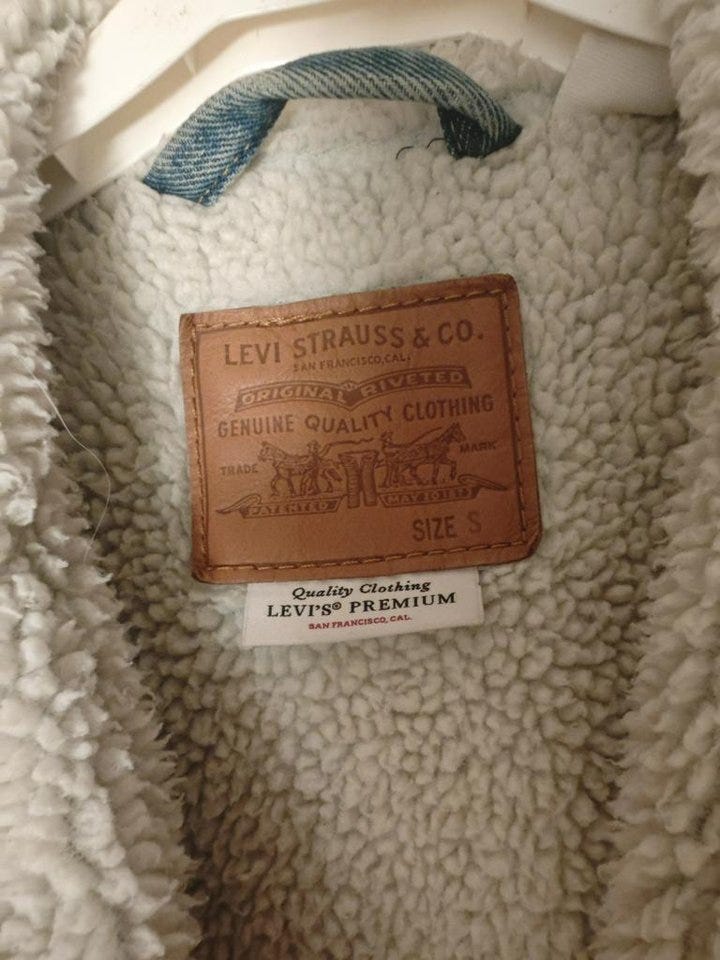 LEVI STRAUSS & CO.
SAN FRANCISCO, CAL.
ORIGINAL RIVETED
GENUINE QUALITY CLOTHING
TRADE MARK
PATENTED MAY 20 1873
SIZE S
Quality Clothing
LEVI'S® PREMIUM
SAN FRANCISCO, CAL.